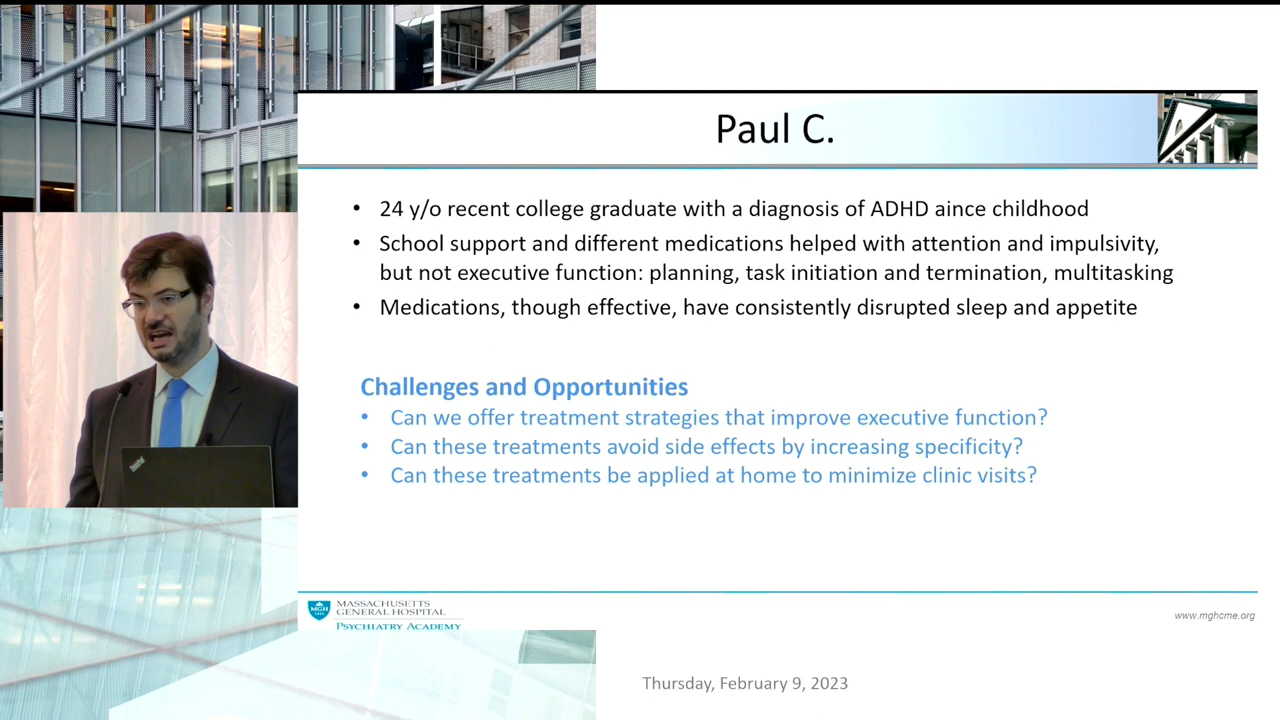 Paul C.
• 24 y/o recent college graduate with a diagnosis of ADHD aince childhood
• School support and different medications helped with attention and impulsivity,
but not executive function: planning, task initiation and termination, multitasking
• Medications, though effective, have consistently disrupted sleep and appetite
Challenges and Opportunities
• Can we offer treatment strategies that improve executive function?
• Can these treatments avoid side effects by increasing specificity?
• Can these treatments be applied at home to minimize clinic visits?
ThinkPad
MGH
1811
MASSACHUSETTS
GENERAL HOSPITAL
PSYCHIATRY ACADEMY
www.mghcme.org
Thursday, February 9, 2023